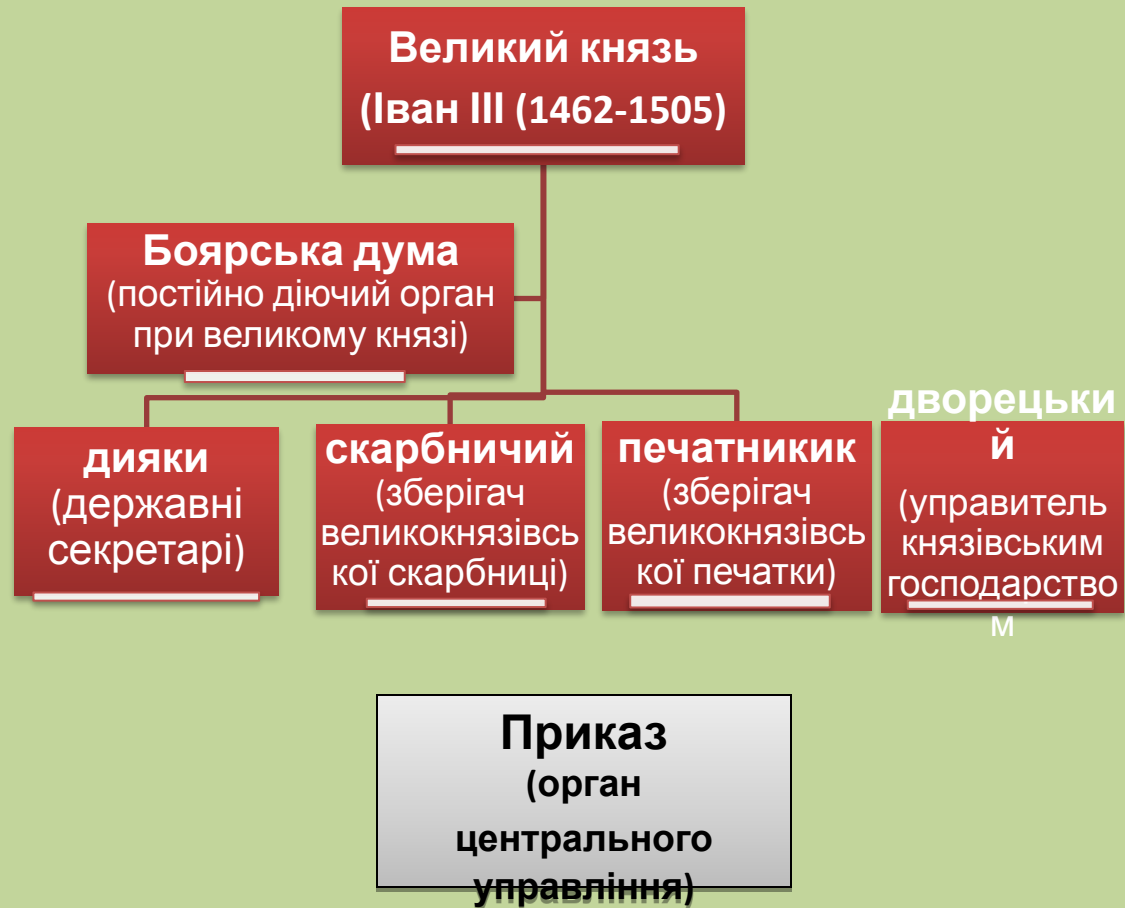 Великий князь
(Іван III (1462-1505)
Боярська дума
(постійно діючий орган
при великому князі)
дияки
(державні
секретарі)
скарбничий
(зберігач
великокнязівсь
кої скарбниці)
печатникик
(зберігач
великокнязівсь
кої печатки)
дворецьки
й
(управитель
князівським
господарство
м
Приказ
(орган
центрального
управління)